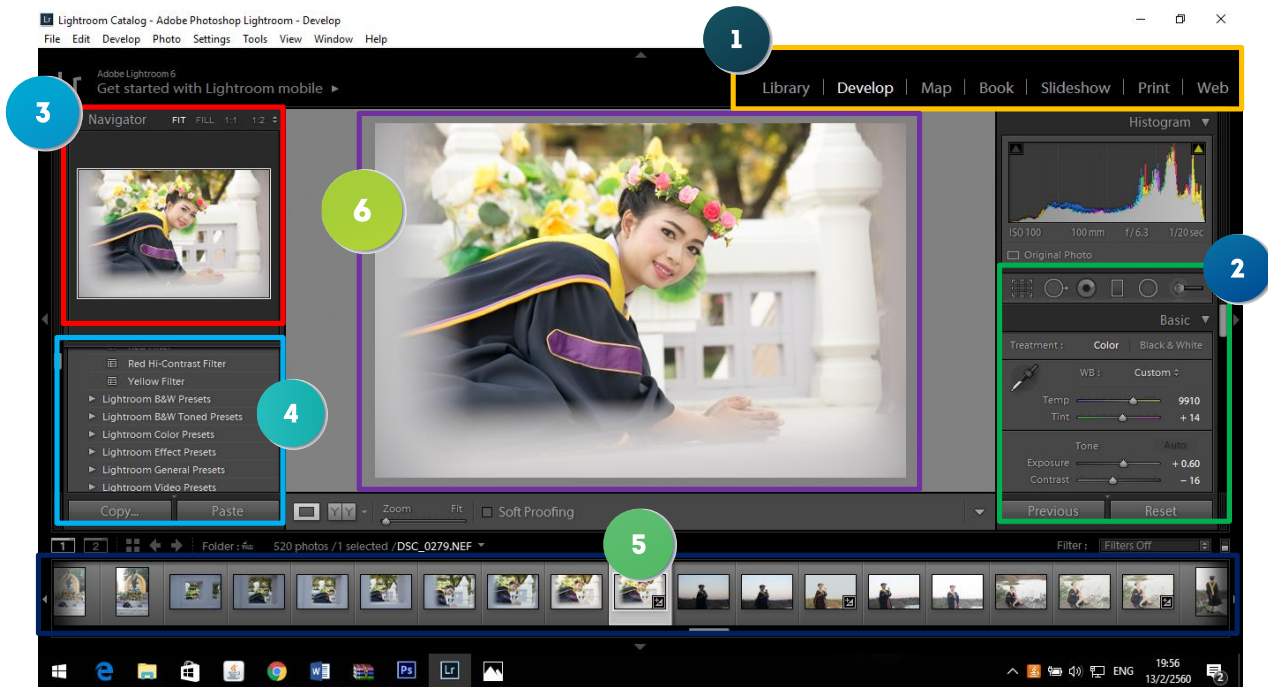 Lightroom Catalog - Adobe Photoshop Lightroom - Develop
File Edit Develop Photo Settings Tools View Window Help
1
Lr Adobe Lightroom 6
Get started with Lightroom mobile ▸
Library | Develop | Map | Book | Slideshow | Print | Web
3
Navigator FIT FILL 1:1 1:2
Histogram
ISO 100 100 mm f / 6.3 1/20 sec
Original Photo
6
2
Basic
Treatment : Color | Black & White
WB : Custom
Temp 9910
Tint + 14
Tone Auto
Exposure + 0.60
Contrast – 16
Previous Reset
Red Hi-Contrast Filter
Yellow Filter
Lightroom B&W Presets
Lightroom B&W Toned Presets
Lightroom Color Presets
Lightroom Effect Presets
Lightroom General Presets
Lightroom Video Presets
4
Copy... Paste
YY Zoom Fit Soft Proofing
5
1 2 Folder : 520 photos / 1 selected / DSC_0279.NEF
Filter : Filters Off
Ps Lr
ENG
19:56
13/2/2560
2